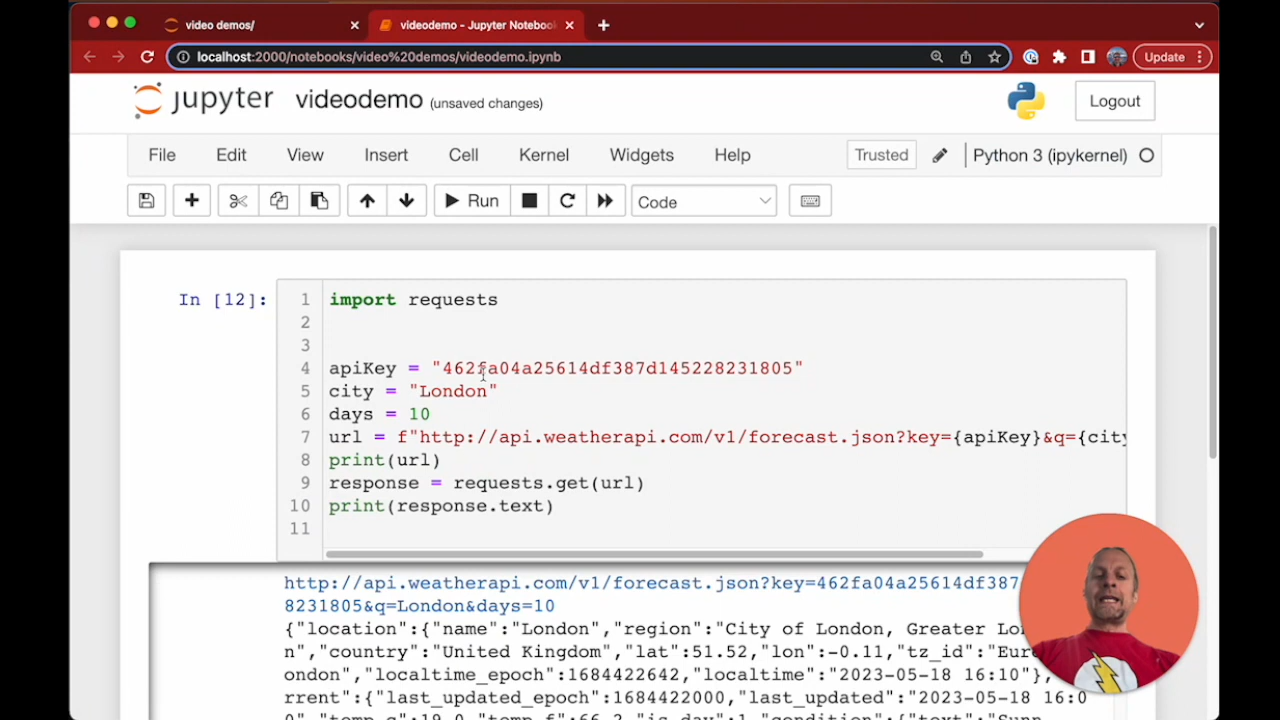 video demos/
videodemo - Jupyter Notebook
localhost:2000/notebooks/video%20demos/videodemo.ipynb
Update
jupyter videodemo (unsaved changes)
Logout
File Edit View Insert Cell Kernel Widgets Help Trusted Python 3 (ipykernel)
Run Code
In [12]:
1 import requests
2
3
4 apiKey = "462fa04a25614df387d145228231805"
5 city = "London"
6 days = 10
7 url = f"http://api.weatherapi.com/v1/forecast.json?key={apiKey}&q={city
8 print(url)
9 response = requests.get(url)
10 print(response.text)
11
http://api.weatherapi.com/v1/forecast.json?key=462fa04a25614df387
8231805&q=London&days=10
{"location":{"name":"London","region":"City of London, Greater Lo
n","country":"United Kingdom","lat":51.52,"lon":-0.11,"tz_id":"Eur
ondon","localtime_epoch":1684422642,"localtime":"2023-05-18 16:10"},
rrent":{"last_updated_epoch":1684422000,"last_updated":"2023-05-18 16:0